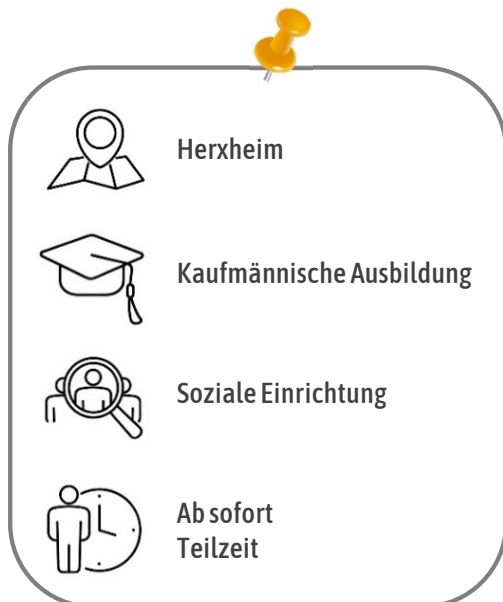 Herxheim
Kaufmännische Ausbildung
Soziale Einrichtung
Ab sofort
Teilzeit